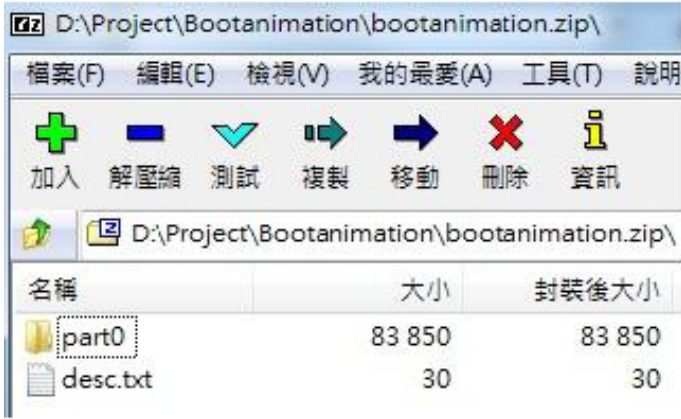 7z D:\Project\Bootanimation\bootanimation.zip\
檔案(F) 編輯(E) 檢視(V) 我的最愛(A) 工具(T) 說明
加入 解壓縮 測試 複製 移動 刪除 資訊
D:\Project\Bootanimation\bootanimation.zip\
名稱 大小 封裝後大小
part0 83 850 83 850
desc.txt 30 30